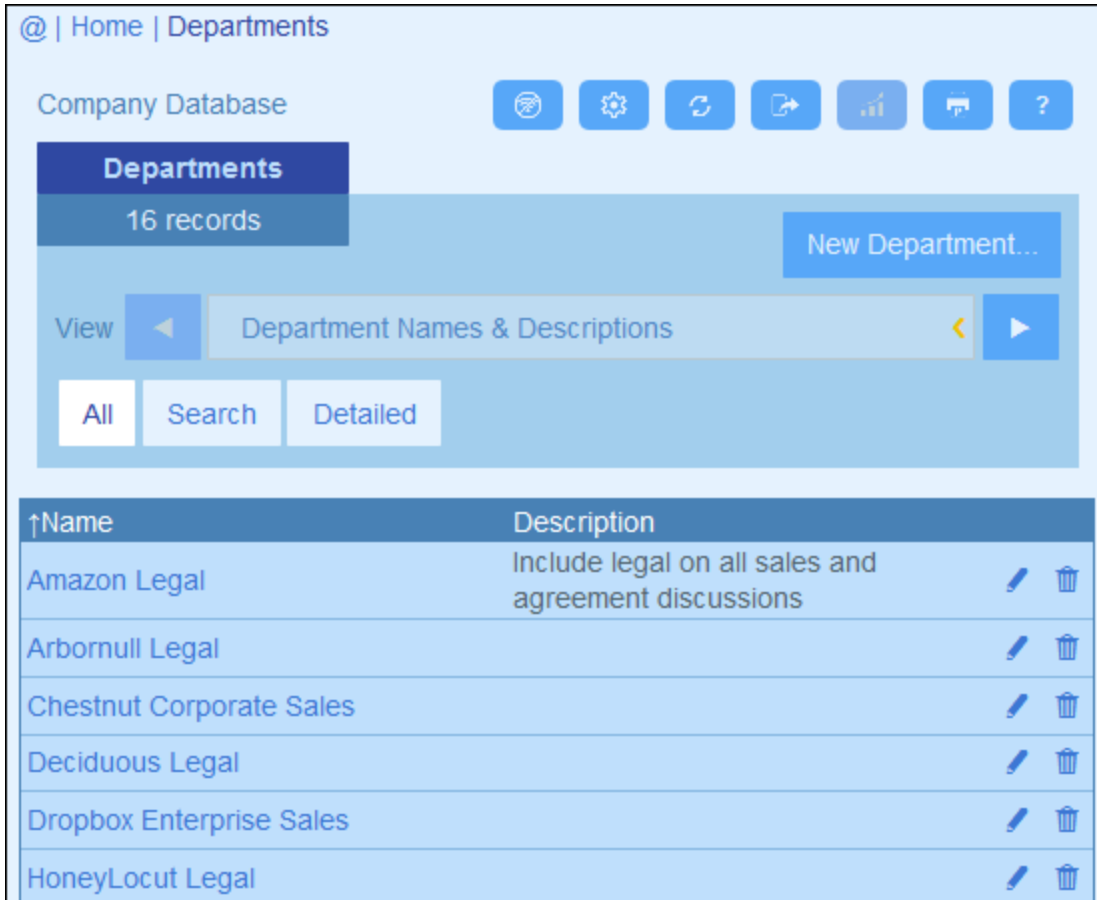 @ | Home | Departments
Company Database
?
Departments
16 records
New Department...
View
Department Names & Descriptions
All Search Detailed
↑Name Description
Amazon Legal
Include legal on all sales and
agreement discussions
Arbornull Legal
Chestnut Corporate Sales
Deciduous Legal
Dropbox Enterprise Sales
HoneyLocut Legal